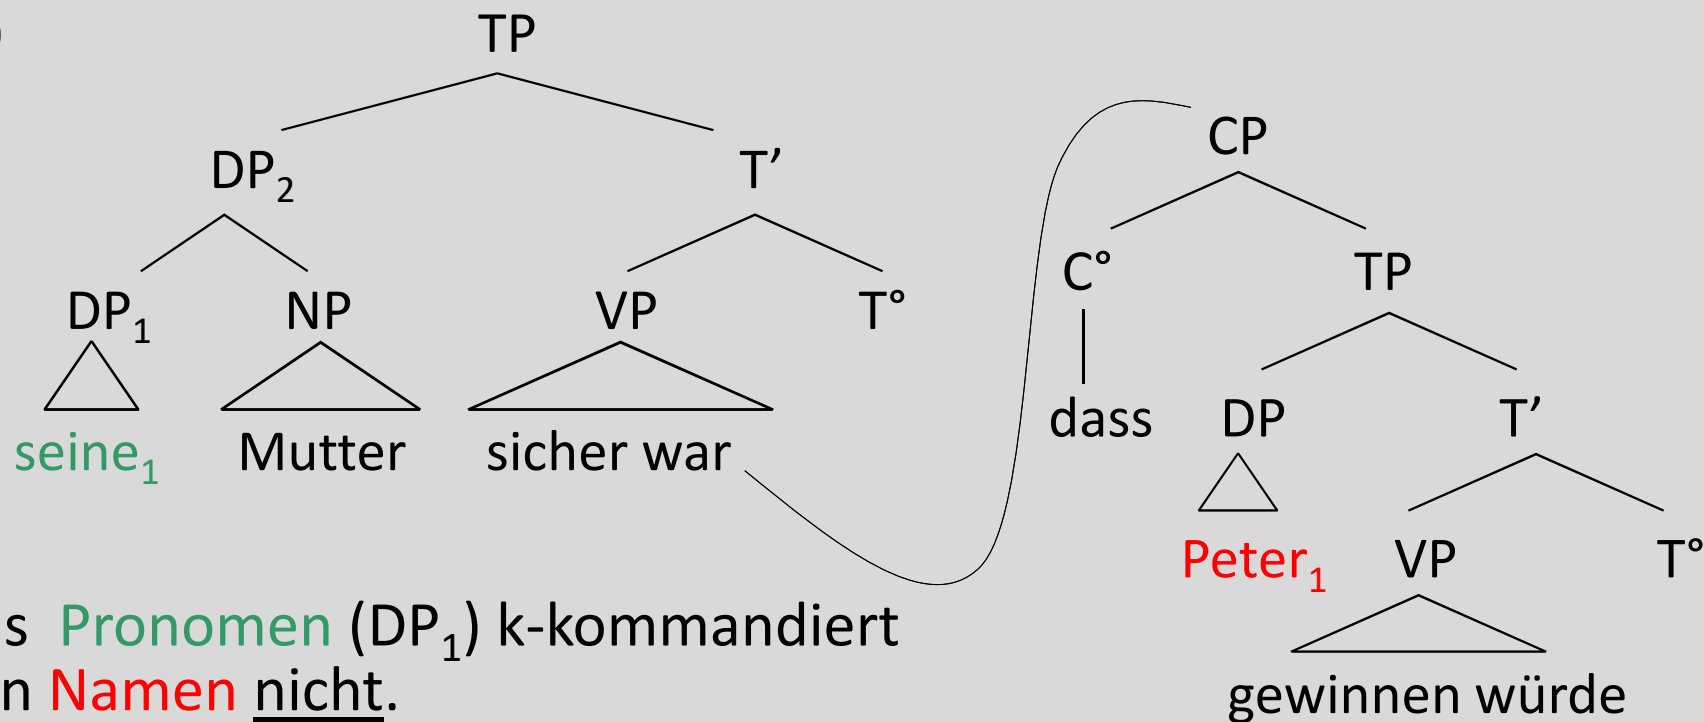 )
TP
CP
DP₂ T’
C° TP
DP₁ NP VP T°
dass DP T’
seine₁ Mutter sicher war
Peter₁ VP T°
s Pronomen (DP₁) k-kommandiert
n Namen nicht.
gewinnen würde